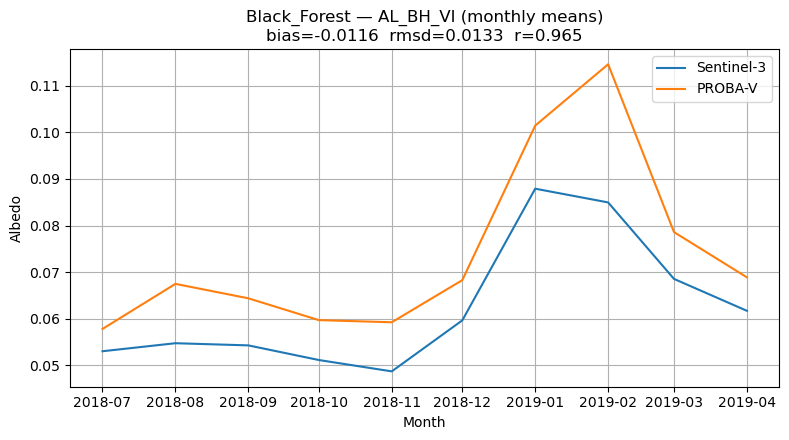 Black_Forest — AL_BH_VI (monthly means)
bias=-0.0116 rmsd=0.0133 r=0.965
Sentinel-3
PROBA-V
0.11
0.10
0.09
0.08
0.07
0.06
0.05
Albedo
2018-07 2018-08 2018-09 2018-10 2018-11 2018-12 2019-01 2019-02 2019-03 2019-04
Month